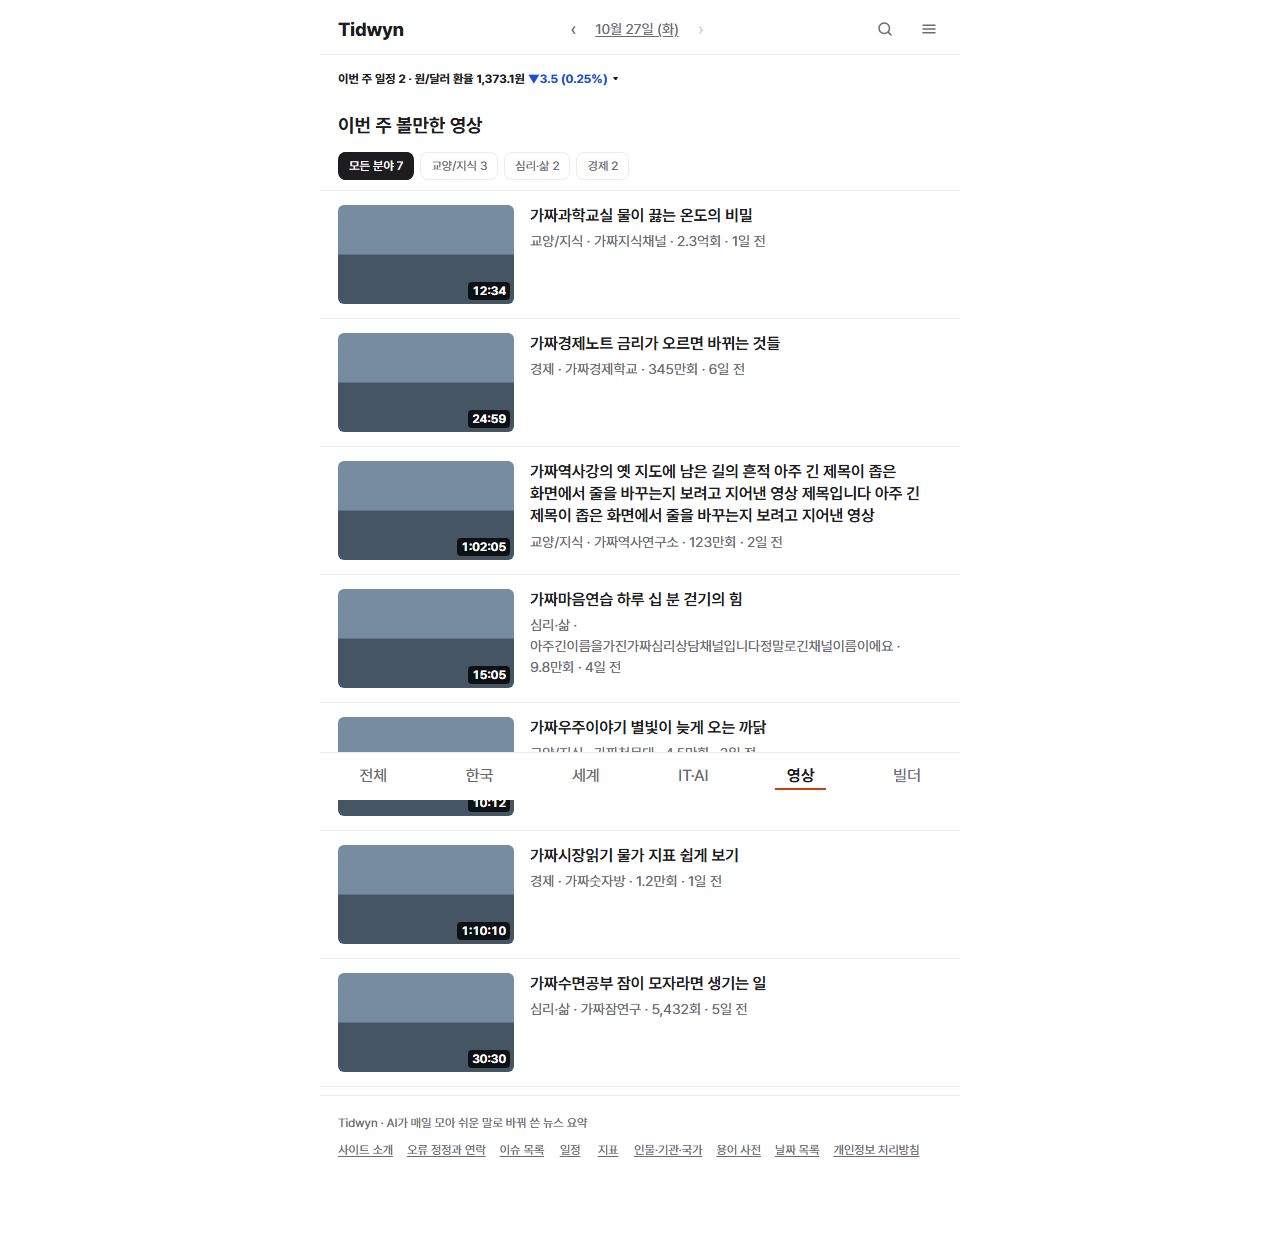 Tidwyn
‹ 10월 27일 (화) ›
이번 주 일정 2 · 원/달러 환율 1,373.1원 ▼3.5 (0.25%) ▾
이번 주 볼만한 영상
모든 분야 7 교양/지식 3 심리·삶 2 경제 2
가짜과학교실 물이 끓는 온도의 비밀
교양/지식 · 가짜지식채널 · 2.3억회 · 1일 전
12:34
가짜경제노트 금리가 오르면 바뀌는 것들
경제 · 가짜경제학교 · 345만회 · 6일 전
24:59
가짜역사강의 옛 지도에 남은 길의 흔적 아주 긴 제목이 좁은
화면에서 줄을 바꾸는지 보려고 지어낸 영상 제목입니다 아주 긴
제목이 좁은 화면에서 줄을 바꾸는지 보려고 지어낸 영상
교양/지식 · 가짜역사연구소 · 123만회 · 2일 전
1:02:05
가짜마음연습 하루 십 분 걷기의 힘
심리·삶 ·
아주긴이름을가진가짜심리상담채널입니다정말로긴채널이름이에요 ·
9.8만회 · 4일 전
15:05
가짜우주이야기 별빛이 늦게 오는 까닭
전체 한국 세계 IT·AI 영상 빌더
10:12
가짜시장읽기 물가 지표 쉽게 보기
경제 · 가짜숫자방 · 1.2만회 · 1일 전
1:10:10
가짜수면공부 잠이 모자라면 생기는 일
심리·삶 · 가짜잠연구 · 5,432회 · 5일 전
30:30
Tidwyn · AI가 매일 모아 쉬운 말로 바꿔 쓴 뉴스 요약
사이트 소개 오류 정정과 연락 이슈 목록 일정 지표 인물·기관·국가 용어 사전 날짜 목록 개인정보 처리방침